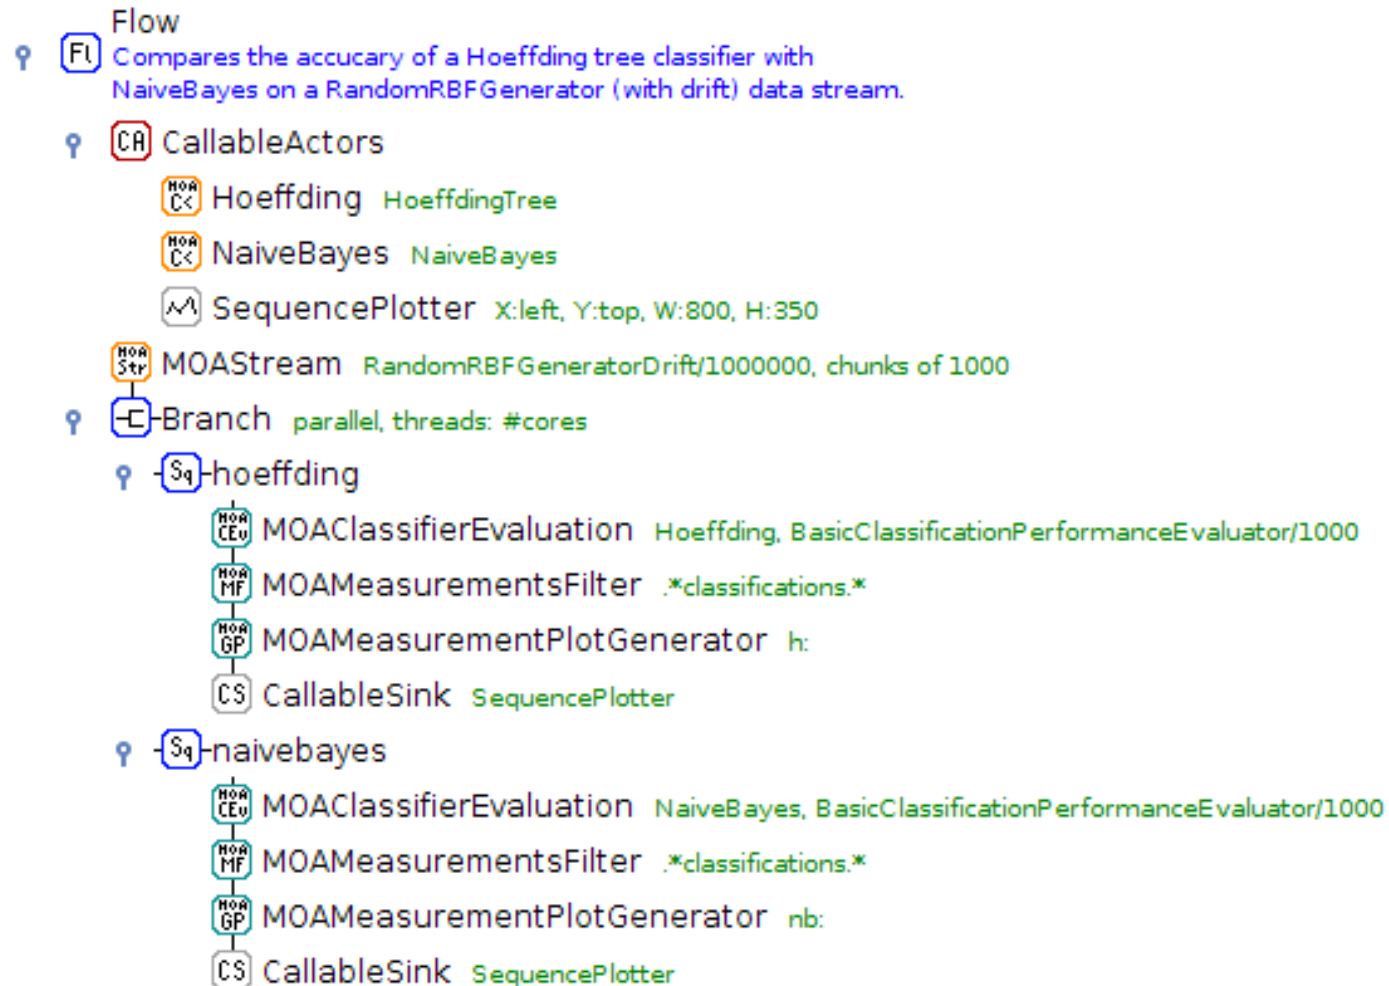 Flow
Fl Compares the accucary of a Hoeffding tree classifier with
NaiveBayes on a RandomRBFGenerator (with drift) data stream.
CA CallableActors
MOA C< Hoeffding HoeffdingTree
MOA C< NaiveBayes NaiveBayes
SequencePlotter X:left, Y:top, W:800, H:350
MOA Str MOAStream RandomRBFGeneratorDrift/1000000, chunks of 1000
Branch parallel, threads: #cores
Sq hoeffding
MOA CEv MOAClassifierEvaluation Hoeffding, BasicClassificationPerformanceEvaluator/1000
MOA MF MOAMeasurementsFilter .*classifications.*
MOA GP MOAMeasurementPlotGenerator h:
CS CallableSink SequencePlotter
Sq naivebayes
MOA CEv MOAClassifierEvaluation NaiveBayes, BasicClassificationPerformanceEvaluator/1000
MOA MF MOAMeasurementsFilter .*classifications.*
MOA GP MOAMeasurementPlotGenerator nb:
CS CallableSink SequencePlotter